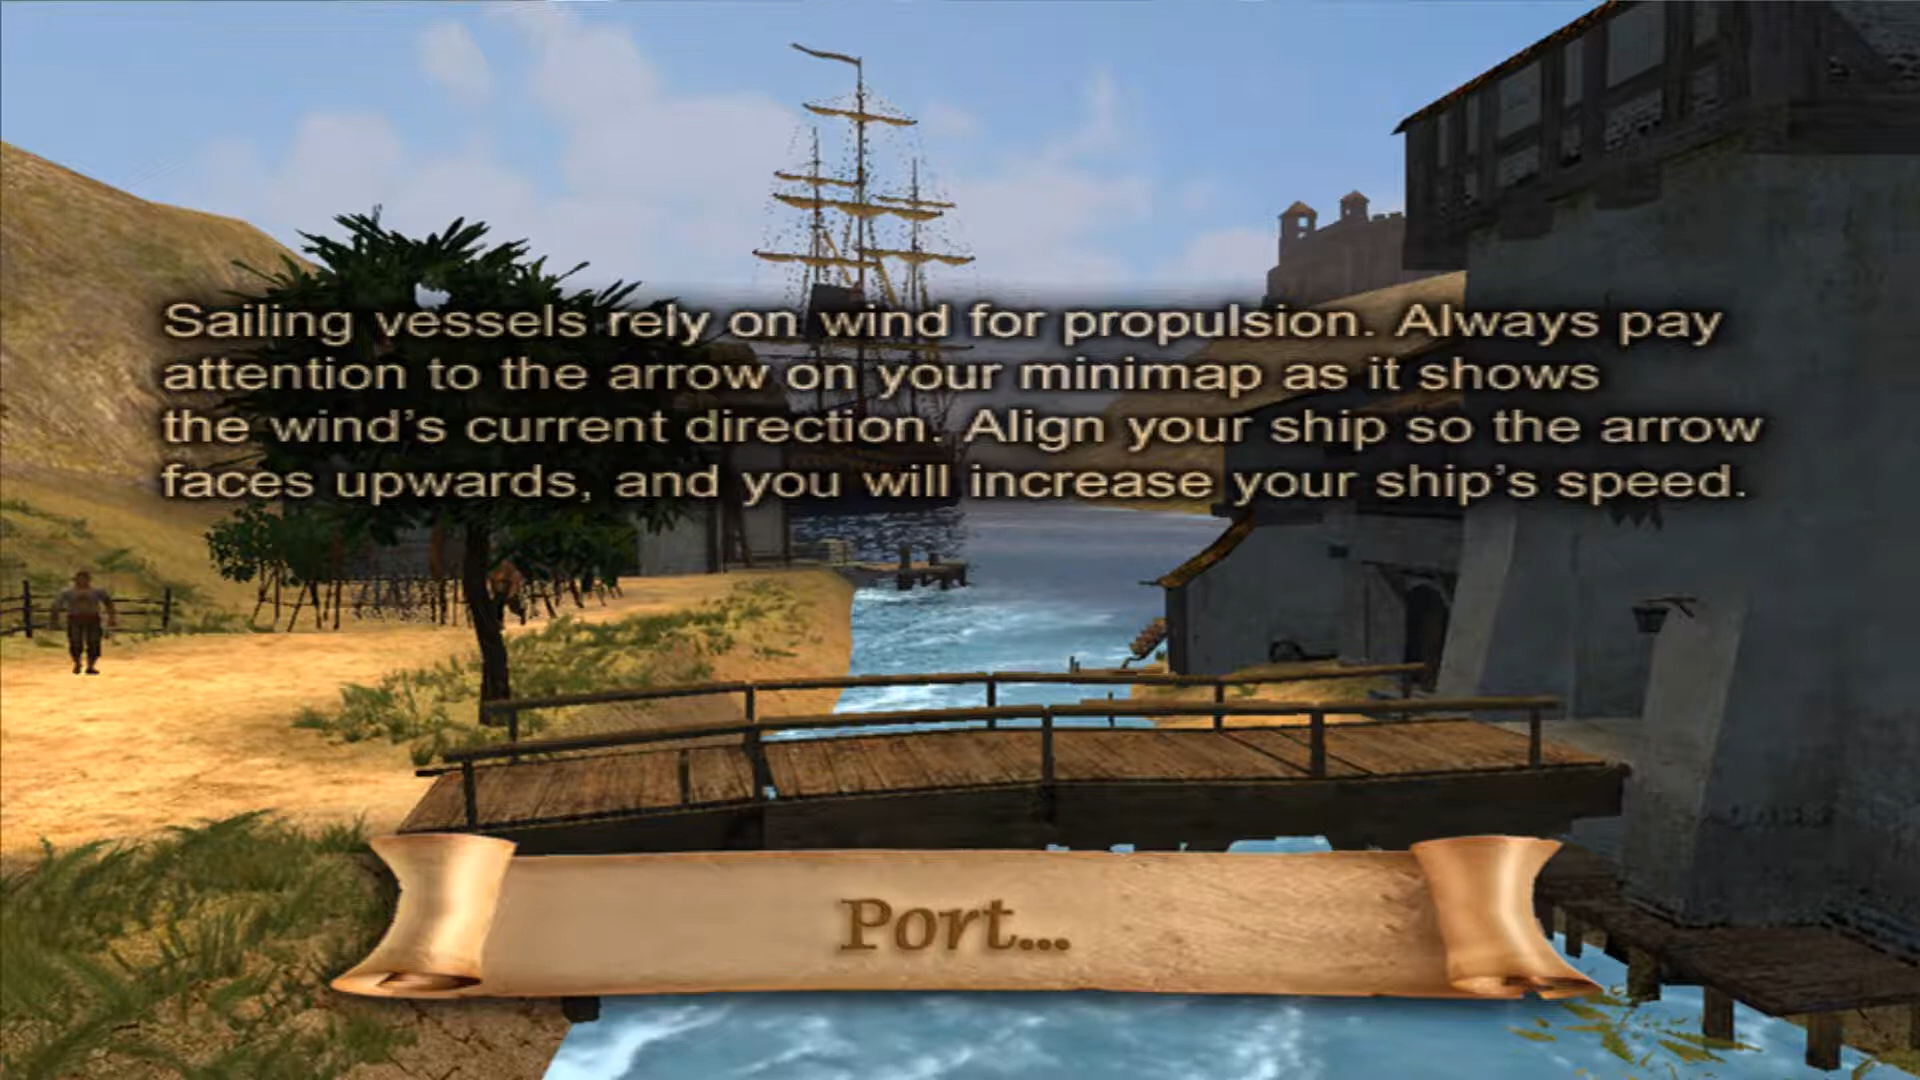 Sailing vessels rely on wind for propulsion. Always pay
attention to the arrow on your minimap as it shows
the wind's current direction. Align your ship so the arrow
faces upwards, and you will increase your ship's speed.
Port...